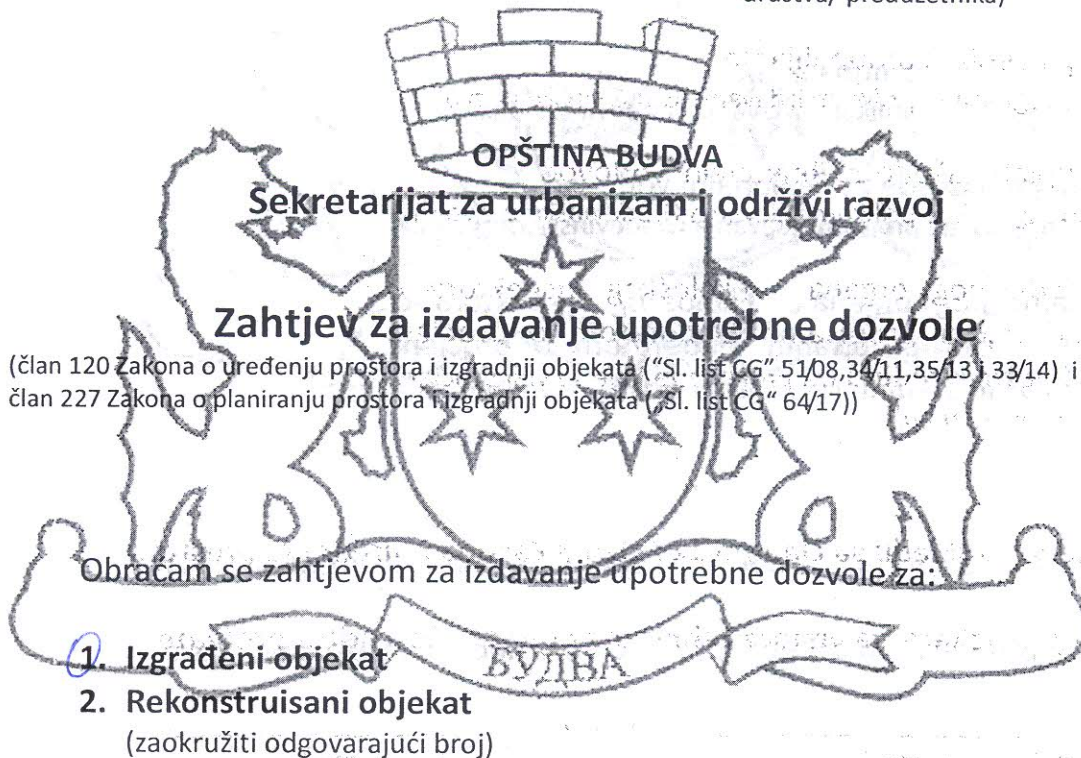 društva/ preduzetnika)
OPŠTINA BUDVA
Sekretarijat za urbanizam i održivi razvoj
Zahtjev za izdavanje upotrebne dozvole
(član 120 Zakona o uređenju prostora i izgradnji objekata (“Sl. list CG” 51/08,34/11,35/13 i 33/14) i
član 227 Zakona o planiranju prostora i izgradnji objekata („Sl. list CG“ 64/17))
Obraćam se zahtjevom za izdavanje upotrebne dozvole za:
1. Izgrađeni objekat
БУДВА
2. Rekonstruisani objekat
(zaokružiti odgovarajući broj)